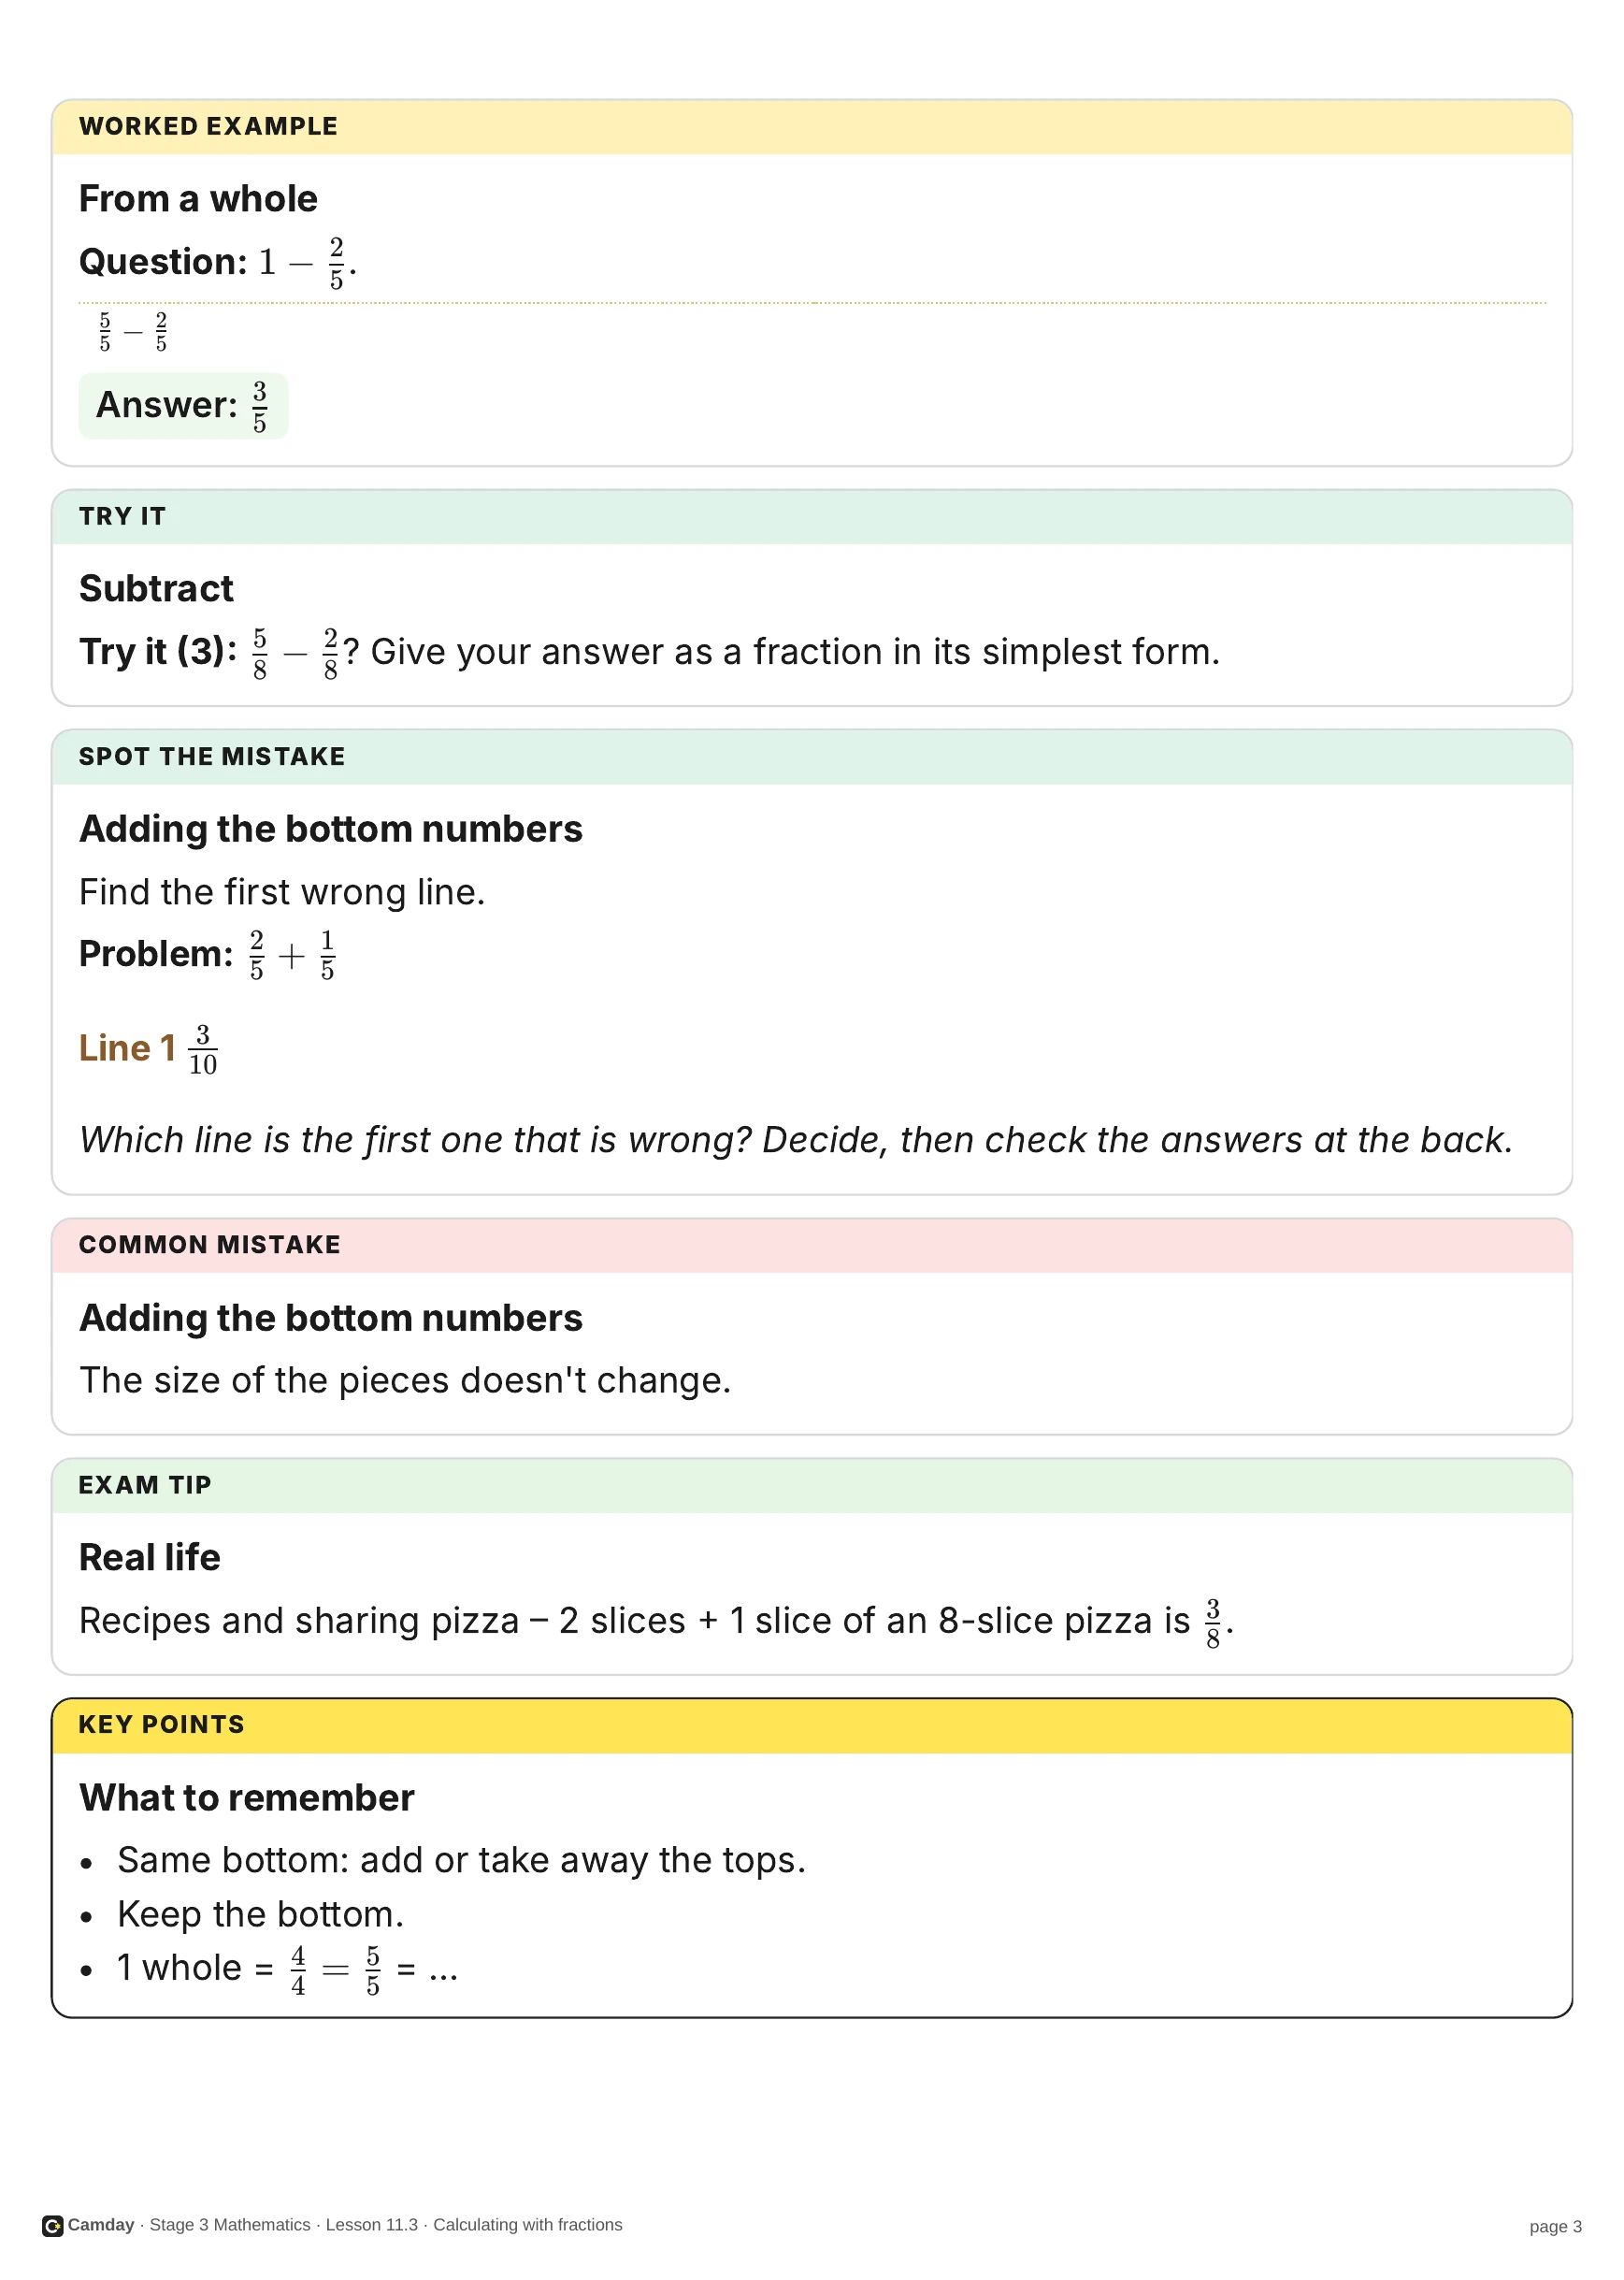 WORKED EXAMPLE
From a whole
Question: 1 − 2/5.
5/5 − 2/5
Answer: 3/5
TRY IT
Subtract
Try it (3): 5/8 − 2/8? Give your answer as a fraction in its simplest form.
SPOT THE MISTAKE
Adding the bottom numbers
Find the first wrong line.
Problem: 2/5 + 1/5
Line 1 3/10
Which line is the first one that is wrong? Decide, then check the answers at the back.
COMMON MISTAKE
Adding the bottom numbers
The size of the pieces doesn't change.
EXAM TIP
Real life
Recipes and sharing pizza – 2 slices + 1 slice of an 8-slice pizza is 3/8.
KEY POINTS
What to remember
• Same bottom: add or take away the tops.
• Keep the bottom.
• 1 whole = 4/4 = 5/5 = ...
Camday · Stage 3 Mathematics · Lesson 11.3 · Calculating with fractions
page 3